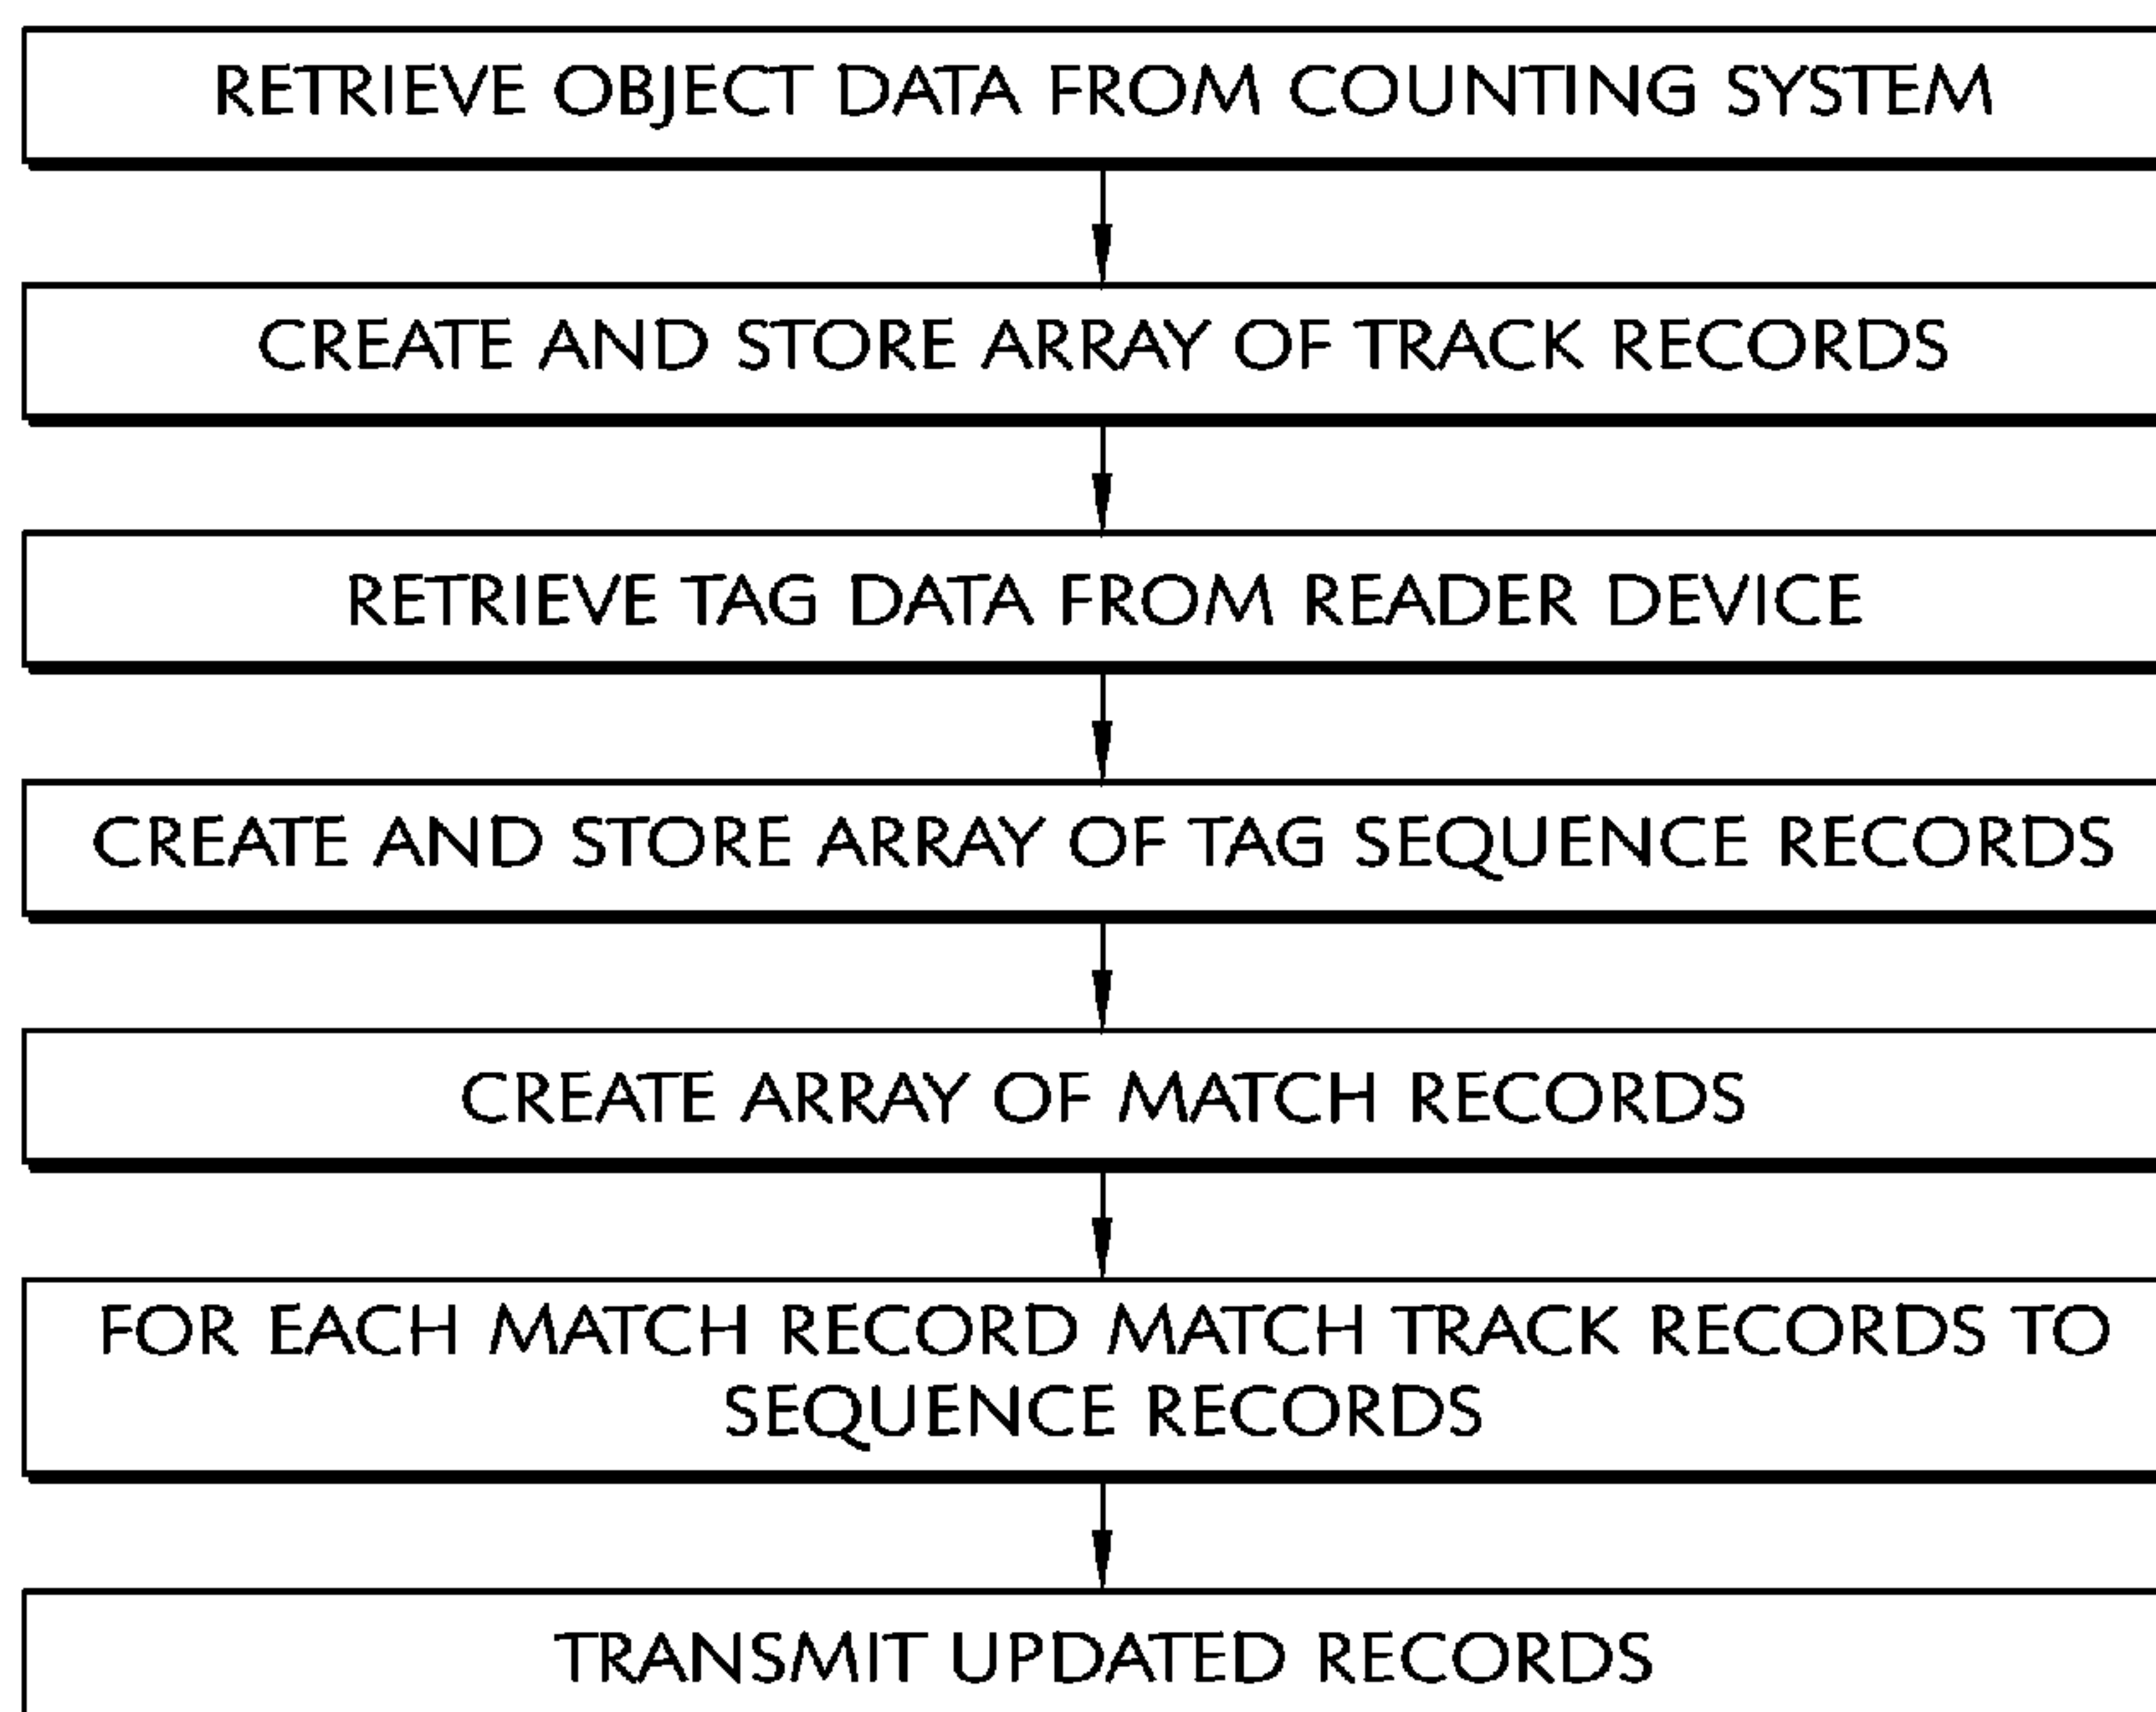 RETRIEVE OBJECT DATA FROM COUNTING SYSTEM
CREATE AND STORE ARRAY OF TRACK RECORDS
RETRIEVE TAG DATA FROM READER DEVICE
CREATE AND STORE ARRAY OF TAG SEQUENCE RECORDS
CREATE ARRAY OF MATCH RECORDS
FOR EACH MATCH RECORD MATCH TRACK RECORDS TO
SEQUENCE RECORDS
TRANSMIT UPDATED RECORDS